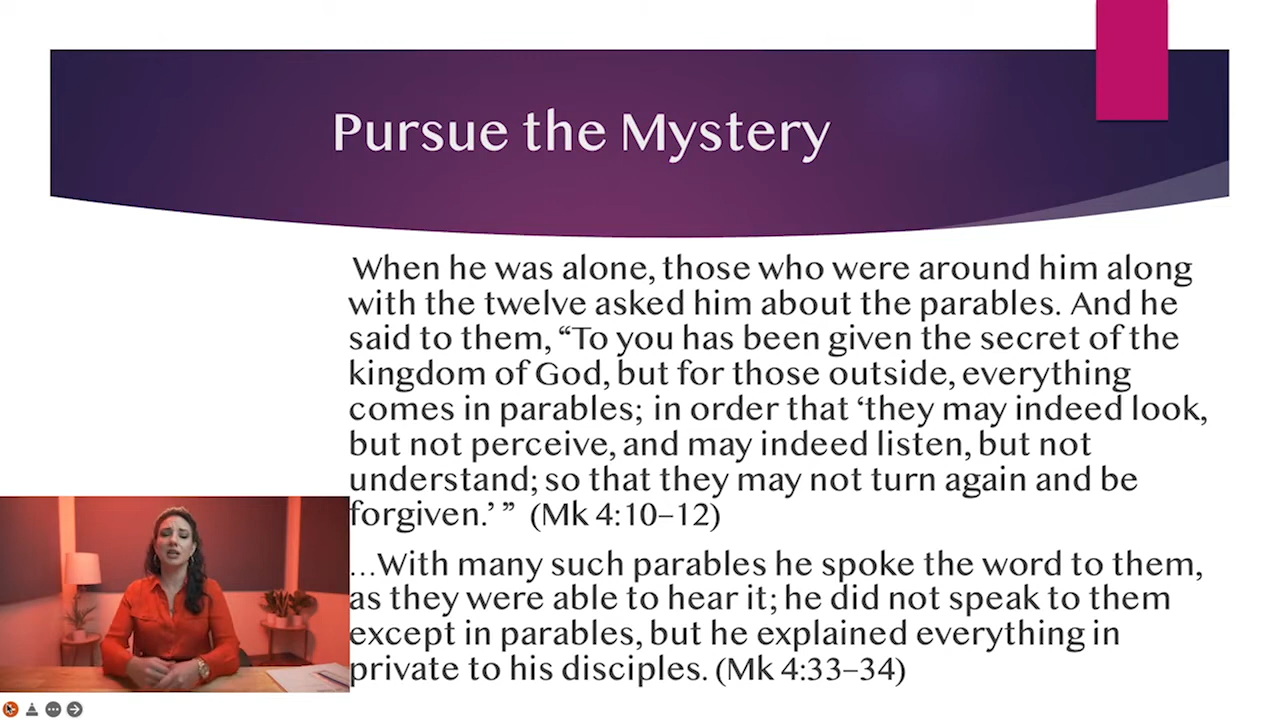 Pursue the Mystery
When he was alone, those who were around him along
with the twelve asked him about the parables. And he
said to them, “To you has been given the secret of the
kingdom of God, but for those outside, everything
comes in parables; in order that ‘they may indeed look,
but not perceive, and may indeed listen, but not
understand; so that they may not turn again and be
forgiven.’ ” (Mk 4:10–12)
…With many such parables he spoke the word to them,
as they were able to hear it; he did not speak to them
except in parables, but he explained everything in
private to his disciples. (Mk 4:33–34)